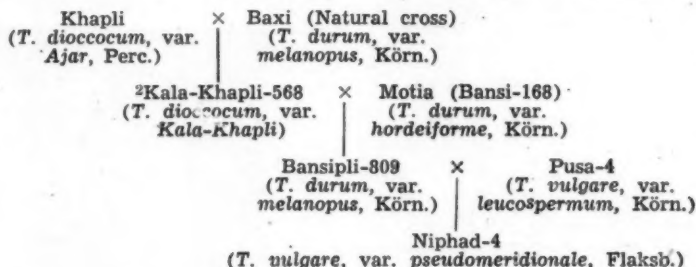 Khapli × Baxi (Natural cross)
(T. dioccocum, var. (T. durum, var.
Ajar, Perc.) melanopus, Körn.)
²Kala-Khapli-568 × Motia (Bansi-168)
(T. dioccocum, var. (T. durum, var.
Kala-Khapli) hordeiforme, Körn.)
Bansipli-809 × Pusa-4
(T. durum, var. (T. vulgare, var.
melanopus, Körn.) leucospermum, Körn.)
Niphad-4
(T. vulgare, var. pseudomeridionale, Flaksb.)